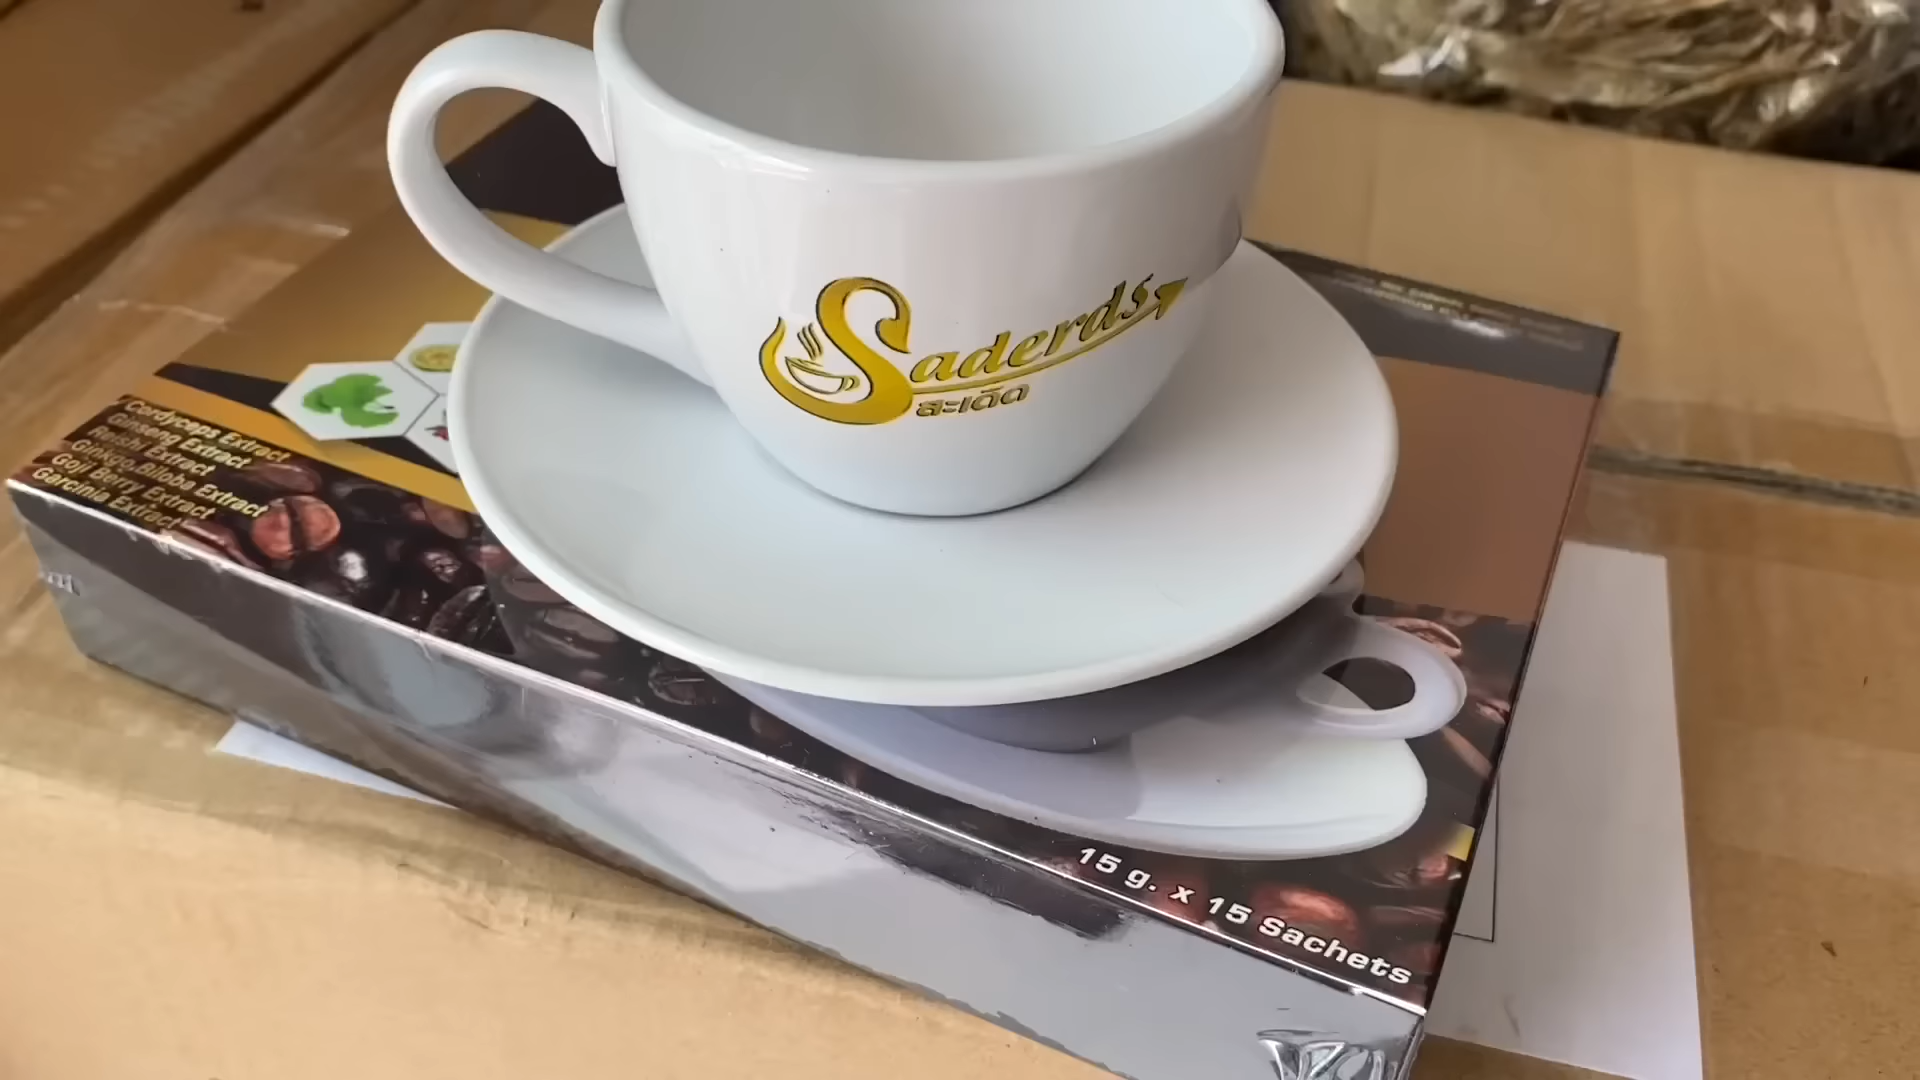 Saderds
สะเด็ด
Cordyceps Extract
Ginseng Extract
Reishi Extract
Ginkgo Biloba Extract
Goji Berry Extract
Garcinia Extract
15 g. x 15 Sachets